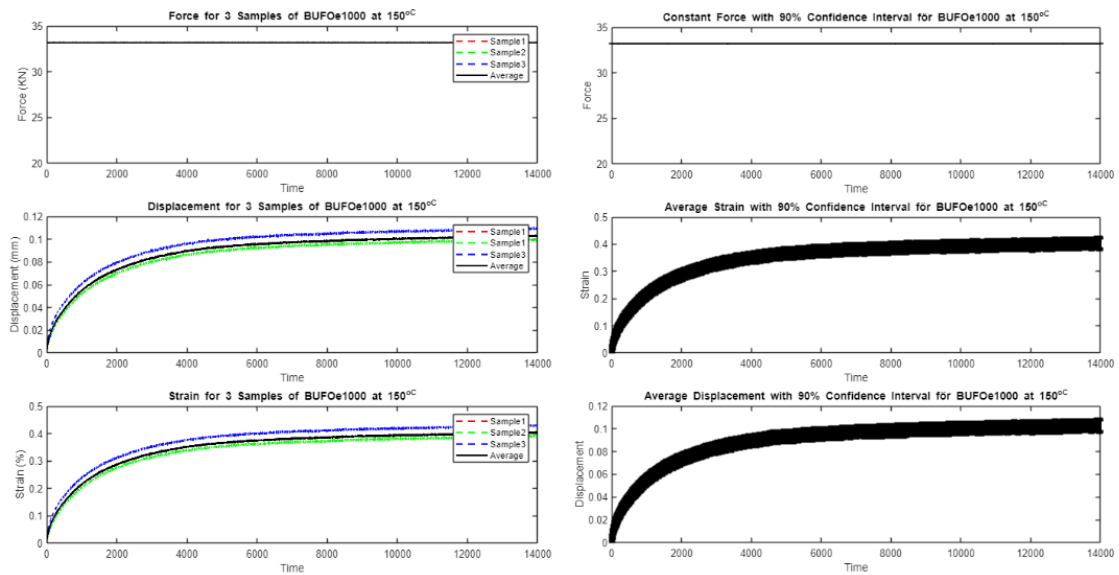 Force for 3 Samples of BUFOe1000 at 150°C
Force (KN)
35
30
25
20
0 2000 4000 6000 8000 10000 12000 14000
Time
Sample1
Sample2
Sample3
Average
Constant Force with 90% Confidence Interval for BUFOe1000 at 150°C
Force
35
30
25
20
0 2000 4000 6000 8000 10000 12000 14000
Time
Displacement for 3 Samples of BUFOe1000 at 150°C
Displacement (mm)
0.12
0.1
0.08
0.06
0.04
0.02
0
0 2000 4000 6000 8000 10000 12000 14000
Time
Sample1
Sample1
Sample3
Average
Average Strain with 90% Confidence Interval for BUFOe1000 at 150°C
Strain
0.5
0.4
0.3
0.2
0.1
0
0 2000 4000 6000 8000 10000 12000 14000
Time
Strain for 3 Samples of BUFOe1000 at 150°C
Strain (%)
0.5
0.4
0.3
0.2
0.1
0
0 2000 4000 6000 8000 10000 12000 14000
Time
Sample1
Sample2
Sample3
Average
Average Displacement with 90% Confidence Interval for BUFOe1000 at 150°C
Displacement
0.12
0.1
0.08
0.06
0.04
0.02
0
0 2000 4000 6000 8000 10000 12000 14000
Time